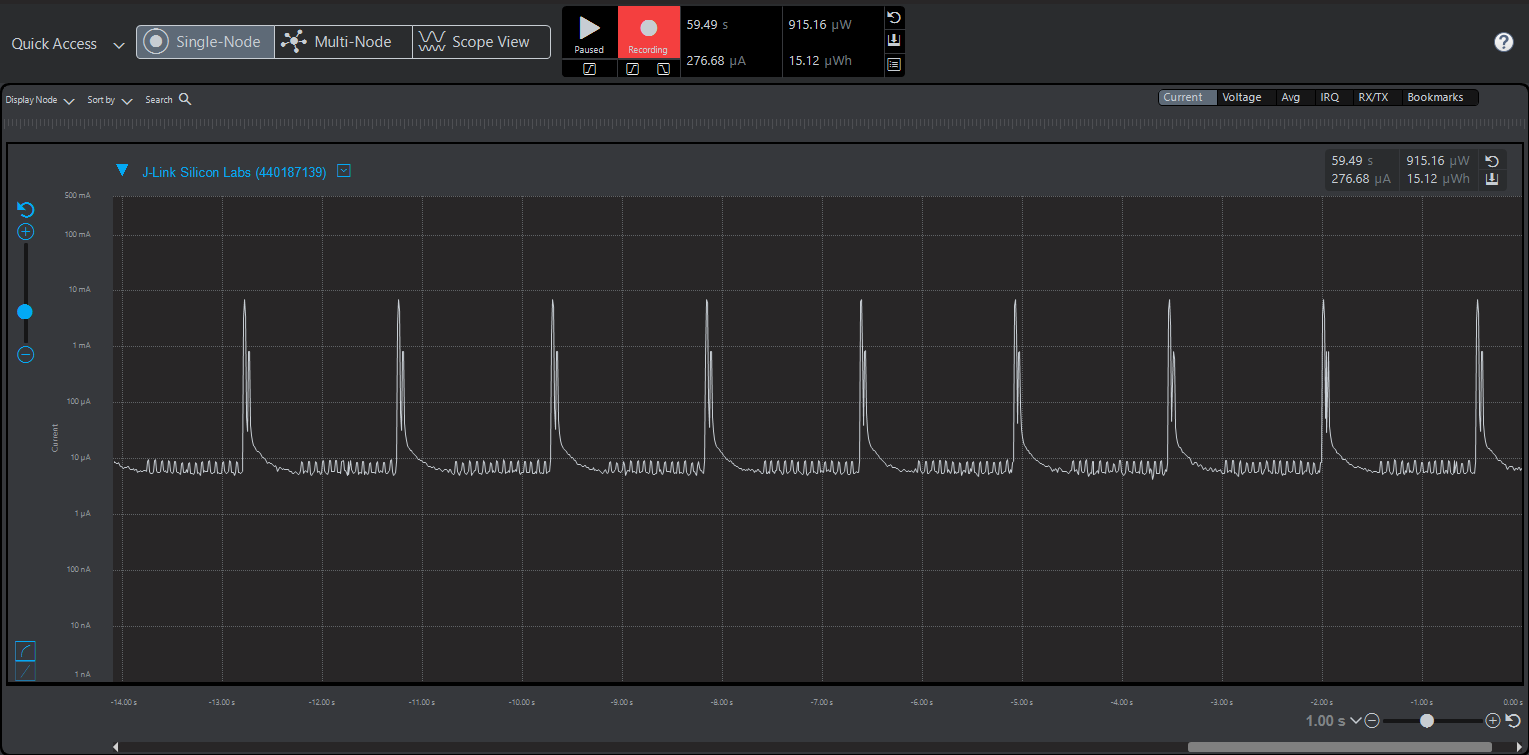 Quick Access
Single-Node
Multi-Node
Scope View
Paused
Recording
59.49 s
915.16 µW
276.68 µA
15.12 µWh
Display Node
Sort by
Search
Current
Voltage
Avg
IRQ
RX/TX
Bookmarks
J-Link Silicon Labs (440187139)
59.49 s 915.16 µW
276.68 µA 15.12 µWh
500 mA
100 mA
10 mA
1 mA
100 µA
10 µA
1 µA
100 nA
10 nA
1 nA
Current
-14.00 s -13.00 s -12.00 s -11.00 s -10.00 s -9.00 s -8.00 s -7.00 s -6.00 s -5.00 s -4.00 s -3.00 s -2.00 s -1.00 s 0.00 s
1.00 s